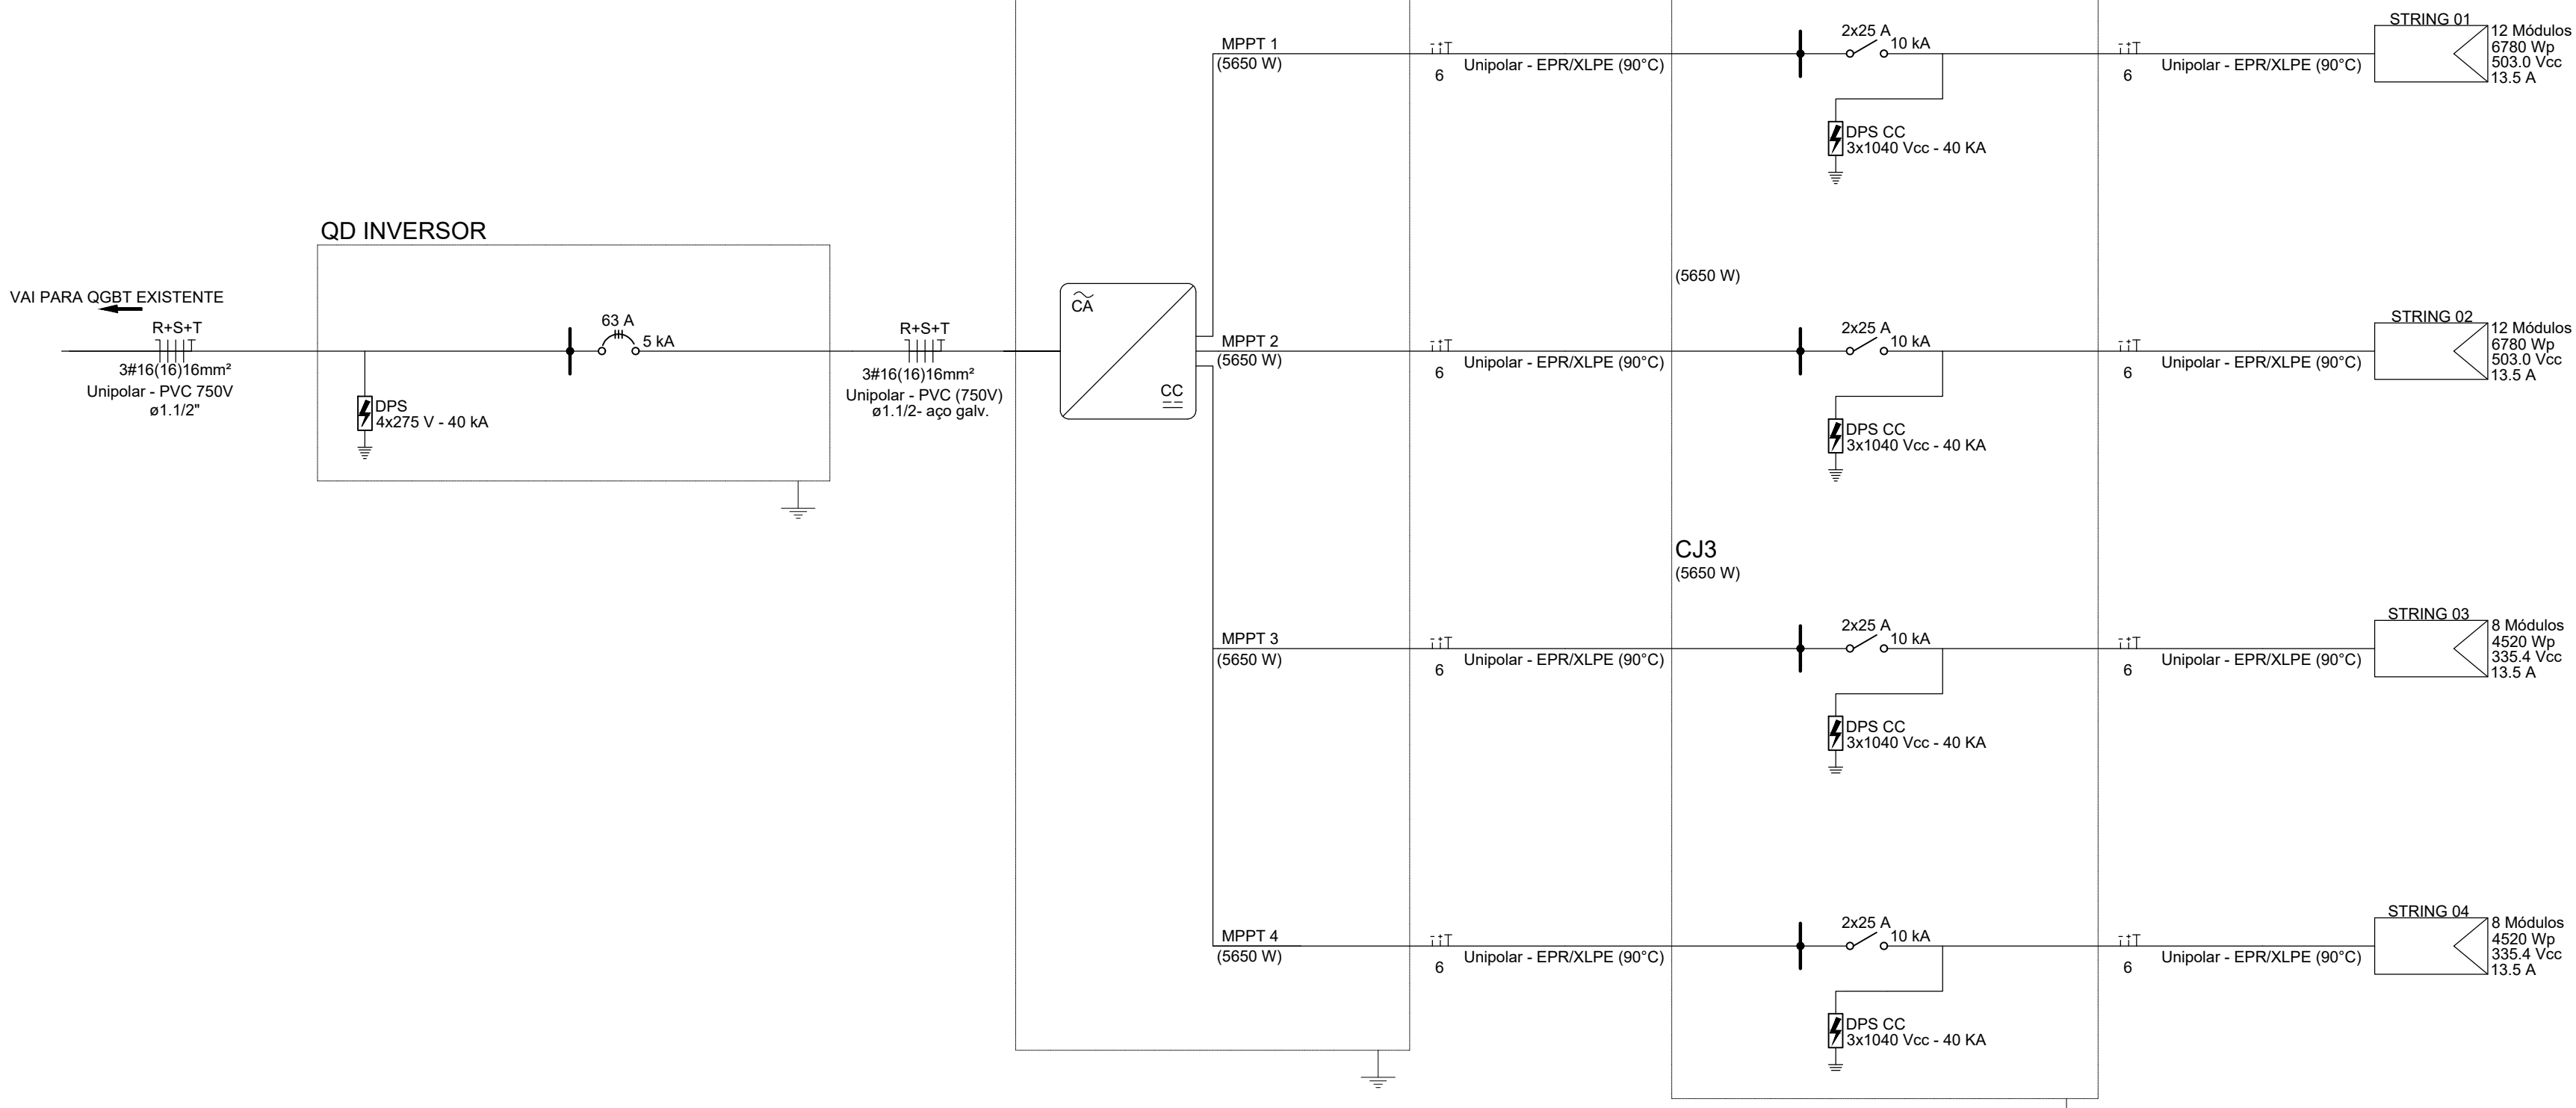 STRING 01
MPPT 1
(5650 W)
- + T
6
Unipolar - EPR/XLPE (90°C)
2x25 A
10 kA
- + T
6
Unipolar - EPR/XLPE (90°C)
12 Módulos
6780 Wp
503.0 Vcc
13.5 A
DPS CC
3x1040 Vcc - 40 KA
QD INVERSOR
(5650 W)
VAI PARA QGBT EXISTENTE
R+S+T
3#16(16)16mm²
Unipolar - PVC 750V
ø1.1/2"
63 A
5 kA
DPS
4x275 V - 40 kA
R+S+T
3#16(16)16mm²
Unipolar - PVC (750V)
ø1.1/2- aço galv.
CA
CC
MPPT 2
(5650 W)
- + T
6
Unipolar - EPR/XLPE (90°C)
2x25 A
10 kA
- + T
6
Unipolar - EPR/XLPE (90°C)
STRING 02
12 Módulos
6780 Wp
503.0 Vcc
13.5 A
DPS CC
3x1040 Vcc - 40 KA
CJ3
(5650 W)
MPPT 3
(5650 W)
- + T
6
Unipolar - EPR/XLPE (90°C)
2x25 A
10 kA
- + T
6
Unipolar - EPR/XLPE (90°C)
STRING 03
8 Módulos
4520 Wp
335.4 Vcc
13.5 A
DPS CC
3x1040 Vcc - 40 KA
MPPT 4
(5650 W)
- + T
6
Unipolar - EPR/XLPE (90°C)
2x25 A
10 kA
- + T
6
Unipolar - EPR/XLPE (90°C)
STRING 04
8 Módulos
4520 Wp
335.4 Vcc
13.5 A
DPS CC
3x1040 Vcc - 40 KA